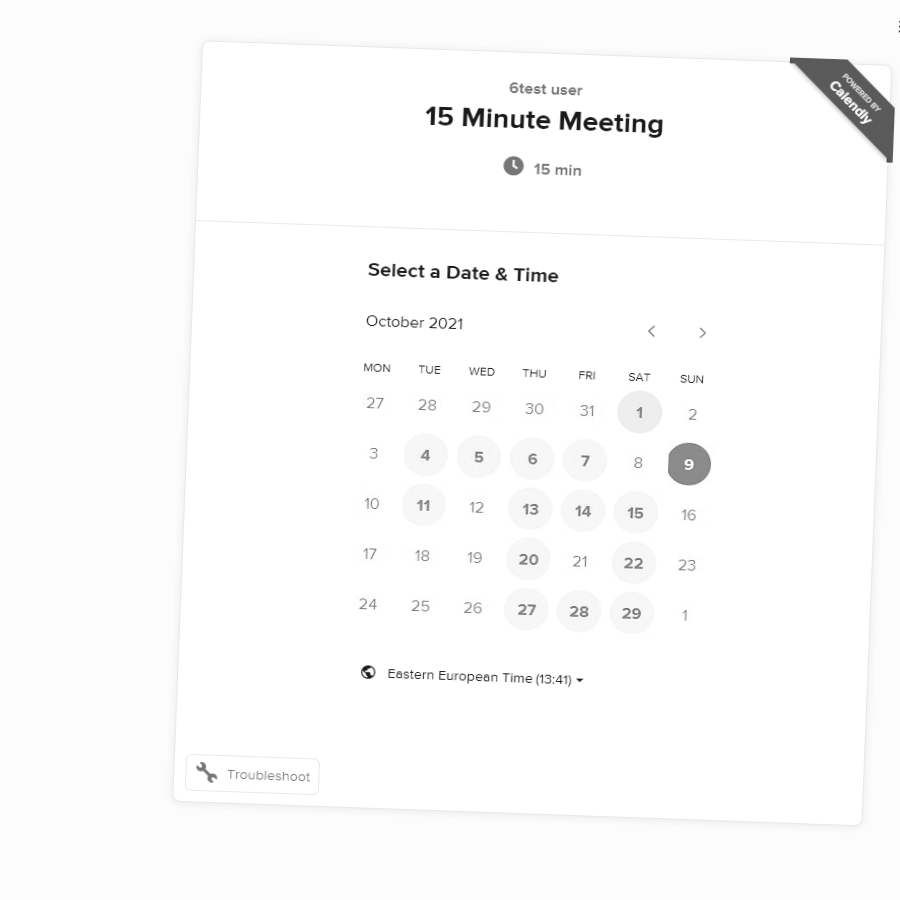 6test user
15 Minute Meeting
15 min
POWERED BY
Calendly
Select a Date & Time
October 2021
MON TUE WED THU FRI SAT SUN
27 28 29 30 31 1 2
3 4 5 6 7 8 9
10 11 12 13 14 15 16
17 18 19 20 21 22 23
24 25 26 27 28 29 1
Eastern European Time (13:41)
Troubleshoot